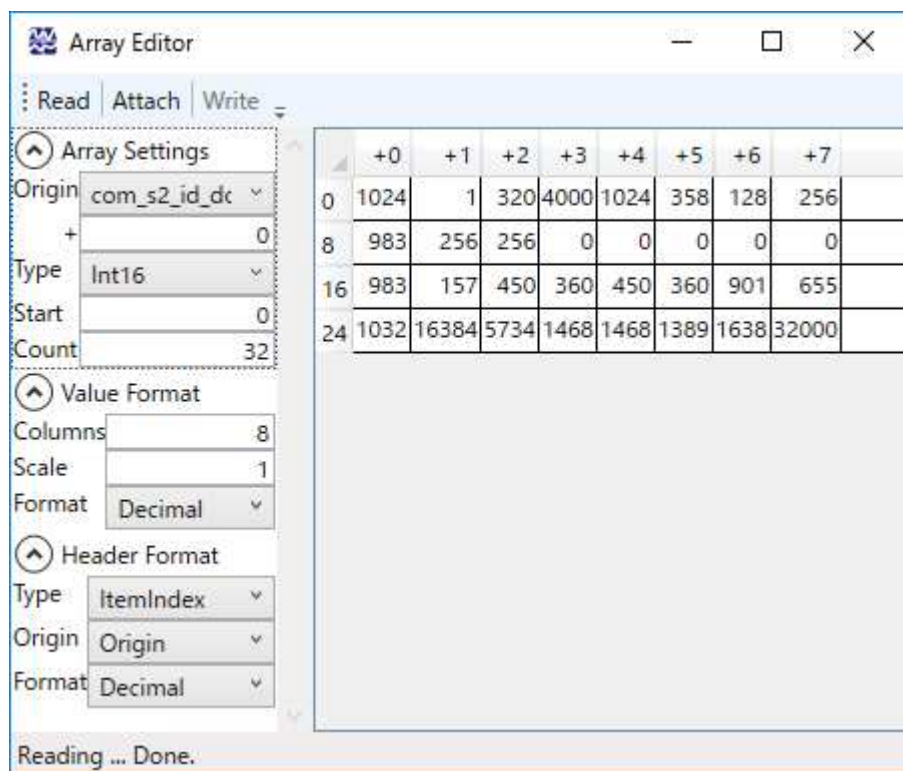 Array Editor
Read Attach Write
Array Settings
Origin com_s2_id_dc
+ 0
Type Int16
Start 0
Count 32
Value Format
Columns 8
Scale 1
Format Decimal
Header Format
Type ItemIndex
Origin Origin
Format Decimal
+0 +1 +2 +3 +4 +5 +6 +7
0 1024 1 320 4000 1024 358 128 256
8 983 256 256 0 0 0 0 0
16 983 157 450 360 450 360 901 655
24 1032 16384 5734 1468 1468 1389 1638 32000
Reading ... Done.